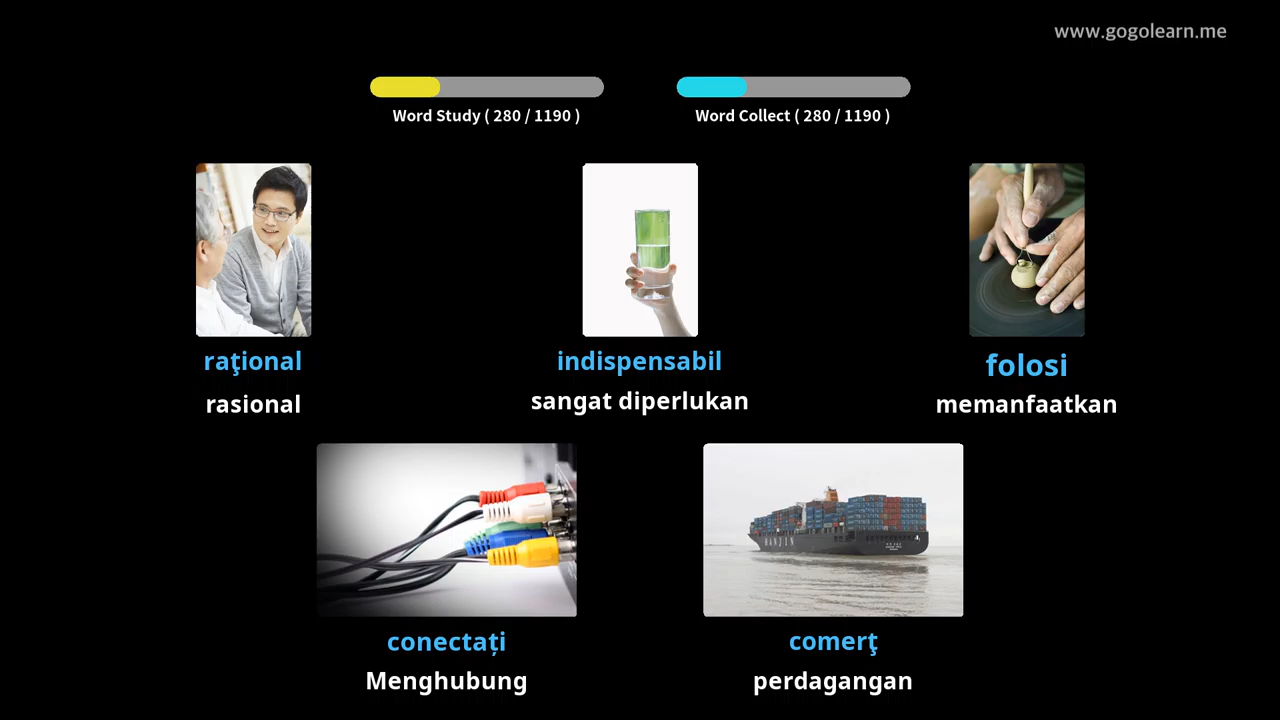 www.gogolearn.me
Word Study ( 280 / 1190 )
Word Collect ( 280 / 1190 )
raţional
indispensabil
folosi
rasional
sangat diperlukan
memanfaatkan
HANJIN
conectați
comerţ
Menghubung
perdagangan